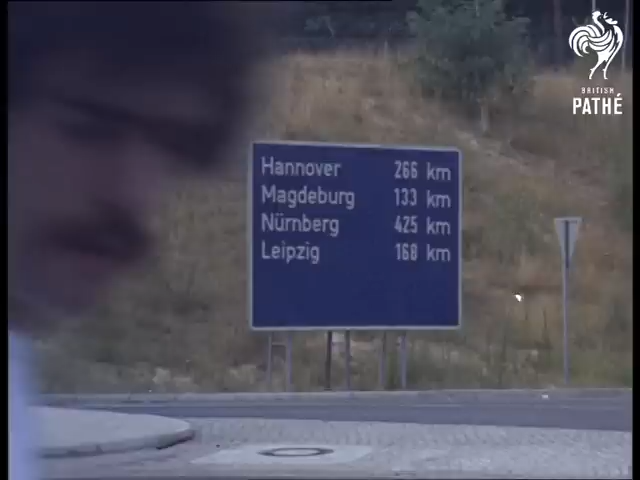 BRITISH
PATHÉ
Hannover 266 km
Magdeburg 133 km
Nürnberg 425 km
Leipzig 168 km